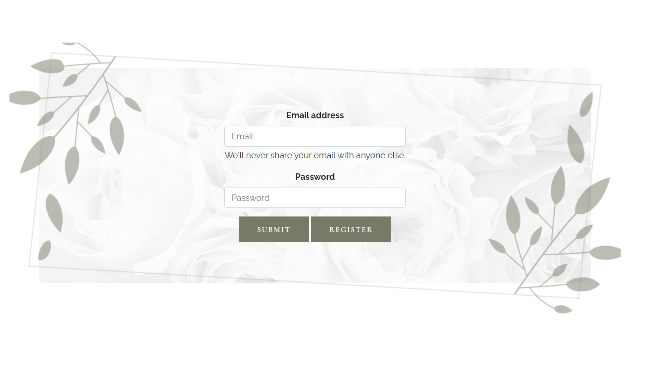 Email address
Email
We'll never share your email with anyone else.
Password
Password
SUBMIT REGISTER